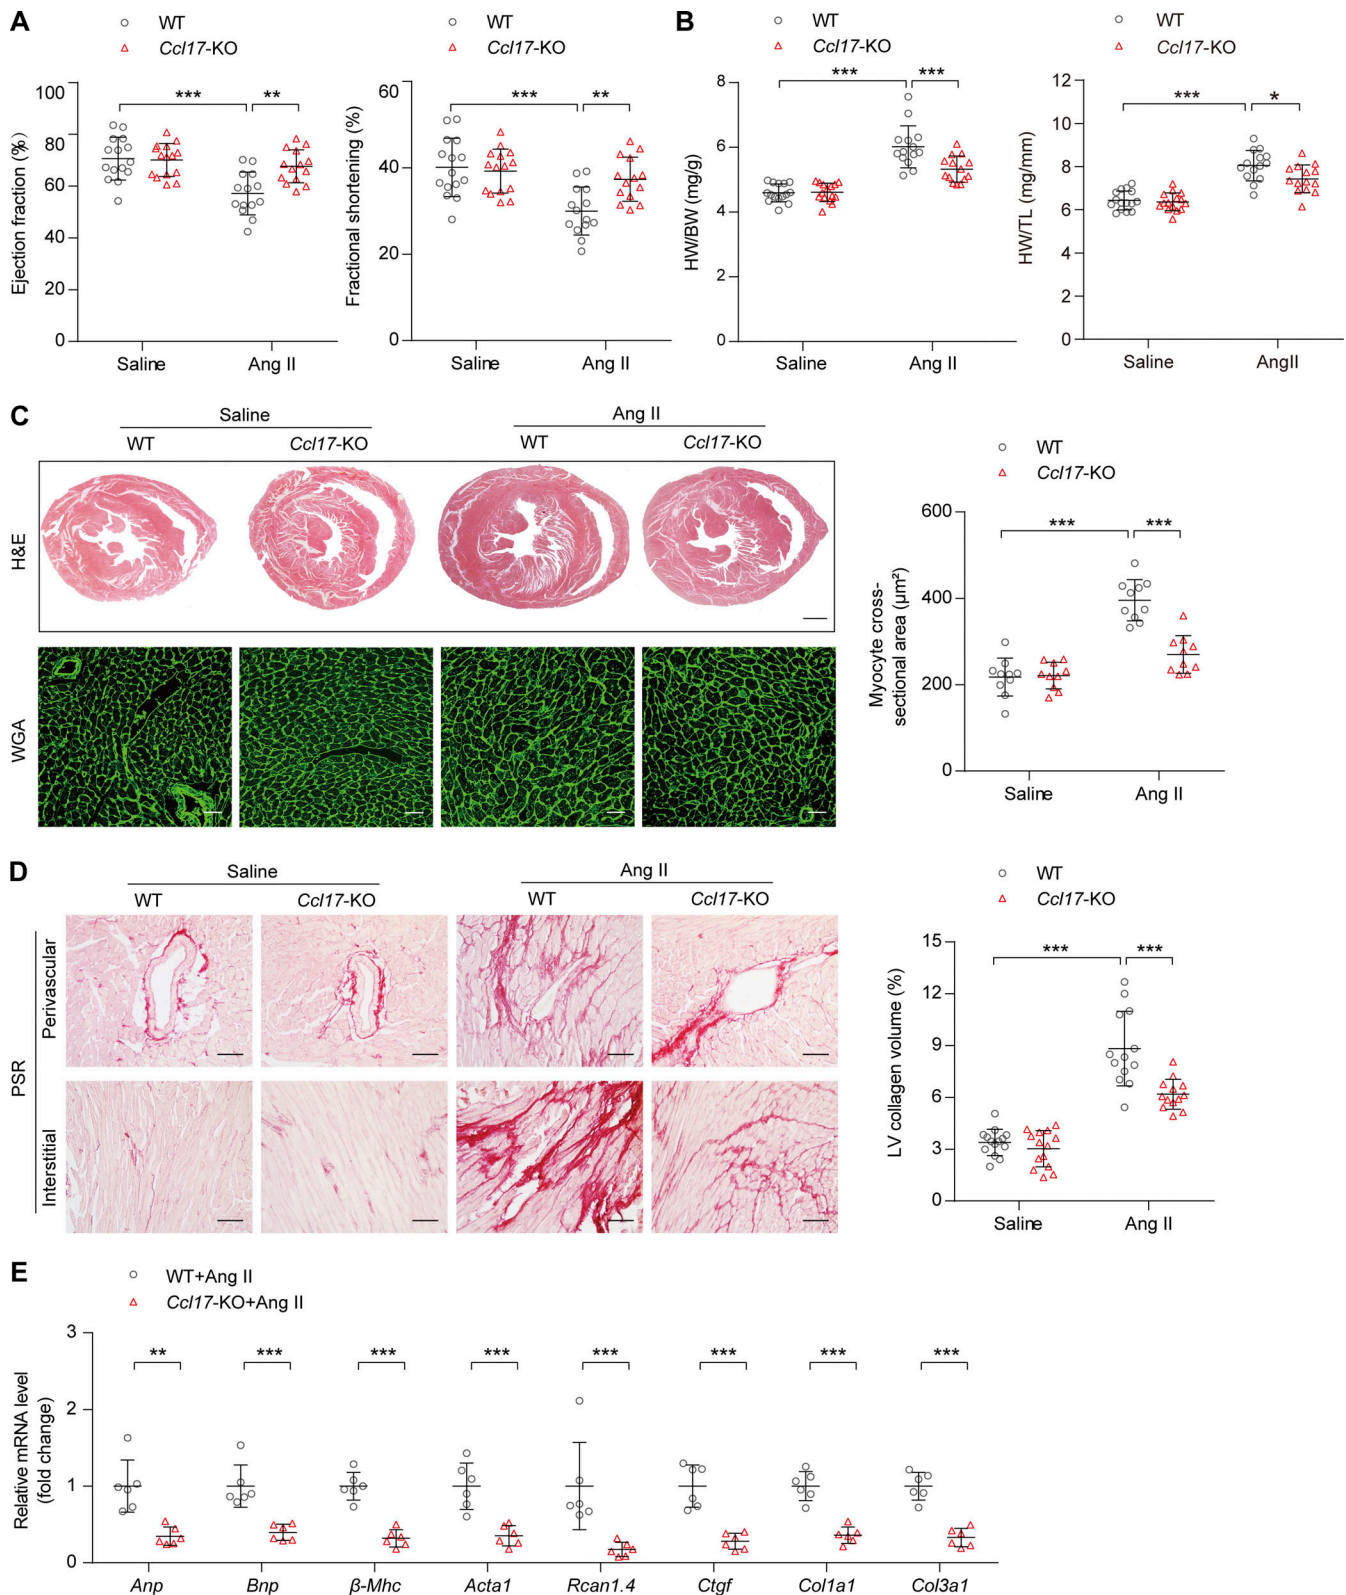 A
WT
Ccl17-KO
Ejection fraction (%)
100
80
60
40
20
0
***
**
Saline
Ang II
WT
Ccl17-KO
Fractional shortening (%)
60
40
20
0
***
**
Saline
Ang II
B
WT
Ccl17-KO
HW/BW (mg/g)
8
6
4
2
0
***
***
Saline
Ang II
WT
Ccl17-KO
HW/TL (mg/mm)
12
10
8
6
4
2
0
***
*
Saline
AngII
C
Saline
Ang II
WT
Ccl17-KO
WT
Ccl17-KO
H&E
WGA
WT
Ccl17-KO
Myocyte cross-
sectional area (µm²)
600
400
200
0
***
***
Saline
Ang II
D
Saline
Ang II
WT
Ccl17-KO
WT
Ccl17-KO
PSR
Perivascular
Interstitial
WT
Ccl17-KO
LV collagen volume (%)
15
12
9
6
3
0
***
***
Saline
Ang II
E
WT+Ang II
Ccl17-KO+Ang II
Relative mRNA level
(fold change)
3
2
1
0
**
***
***
***
***
***
***
***
Anp
Bnp
β-Mhc
Acta1
Rcan1.4
Ctgf
Col1a1
Col3a1